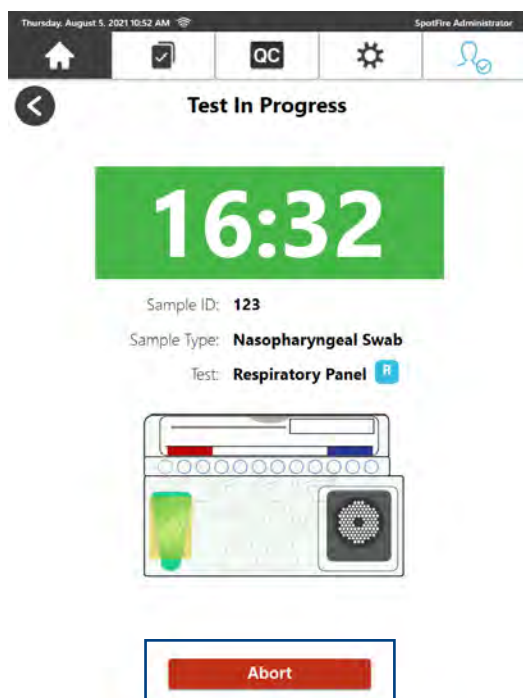 Thursday, August 5, 2021 10:52 AM SpotFire Administrator
QC
Test In Progress
16:32
Sample ID: 123
Sample Type: Nasopharyngeal Swab
Test: Respiratory Panel R
Abort